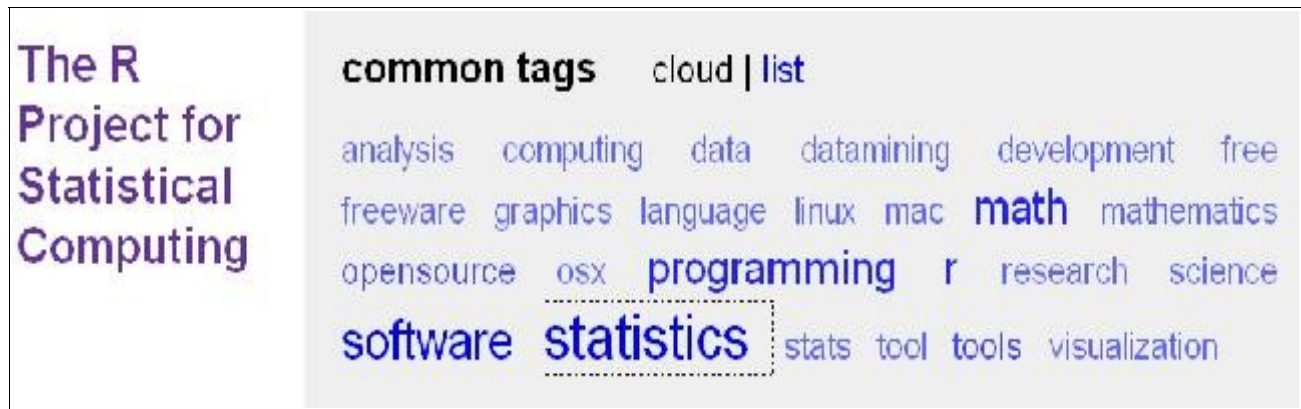 The R
Project for
Statistical
Computing
common tags cloud | list
analysis computing data datamining development free
freeware graphics language linux mac math mathematics
opensource osx programming r research science
software statistics stats tool tools visualization